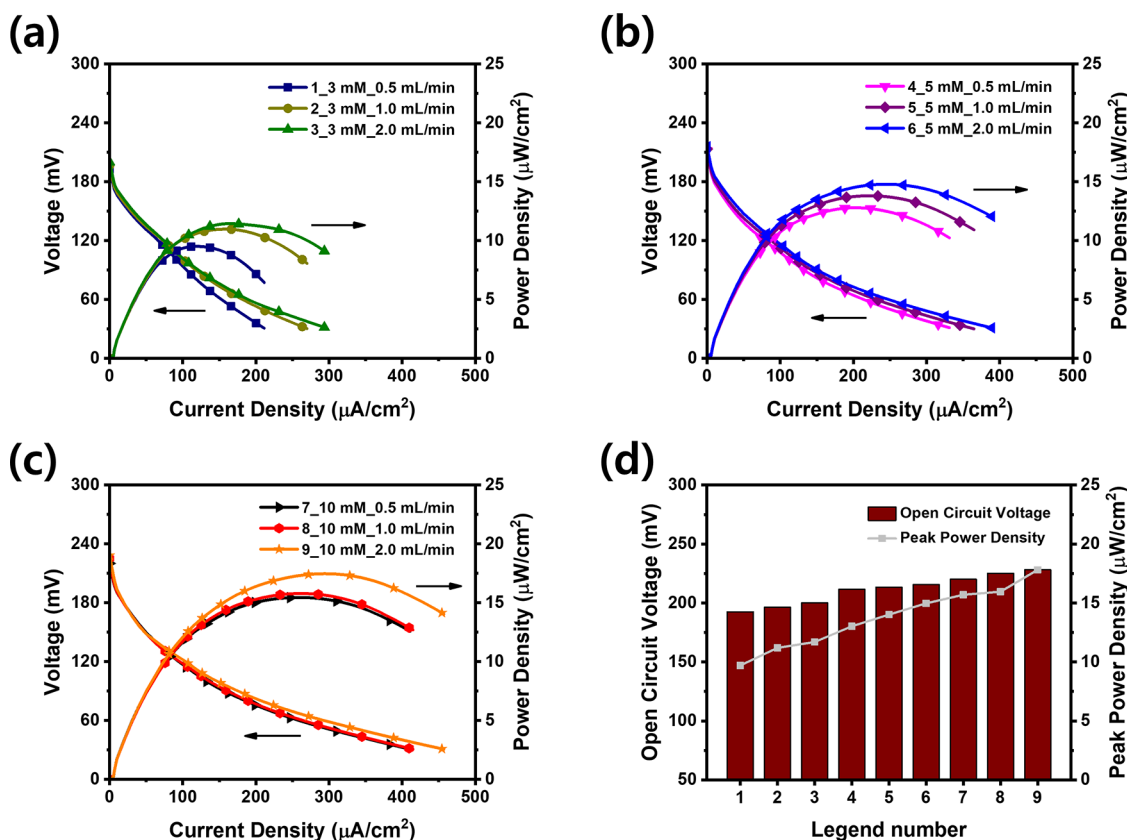 (a)
300
240
180
120
60
0
Voltage (mV)
0 100 200 300 400 500
Current Density (μA/cm²)
25
20
15
10
5
0
Power Density (μW/cm²)
1_3 mM_0.5 mL/min
2_3 mM_1.0 mL/min
3_3 mM_2.0 mL/min
(b)
300
240
180
120
60
0
Voltage (mV)
0 100 200 300 400 500
Current Density (μA/cm²)
25
20
15
10
5
0
Power Density (μW/cm²)
4_5 mM_0.5 mL/min
5_5 mM_1.0 mL/min
6_5 mM_2.0 mL/min
(c)
300
240
180
120
60
0
Voltage (mV)
0 100 200 300 400 500
Current Density (μA/cm²)
25
20
15
10
5
0
Power Density (μW/cm²)
7_10 mM_0.5 mL/min
8_10 mM_1.0 mL/min
9_10 mM_2.0 mL/min
(d)
300
250
200
150
100
50
Open Circuit Voltage (mV)
1 2 3 4 5 6 7 8 9
Legend number
25
20
15
10
5
0
Peak Power Density (μW/cm²)
Open Circuit Voltage
Peak Power Density